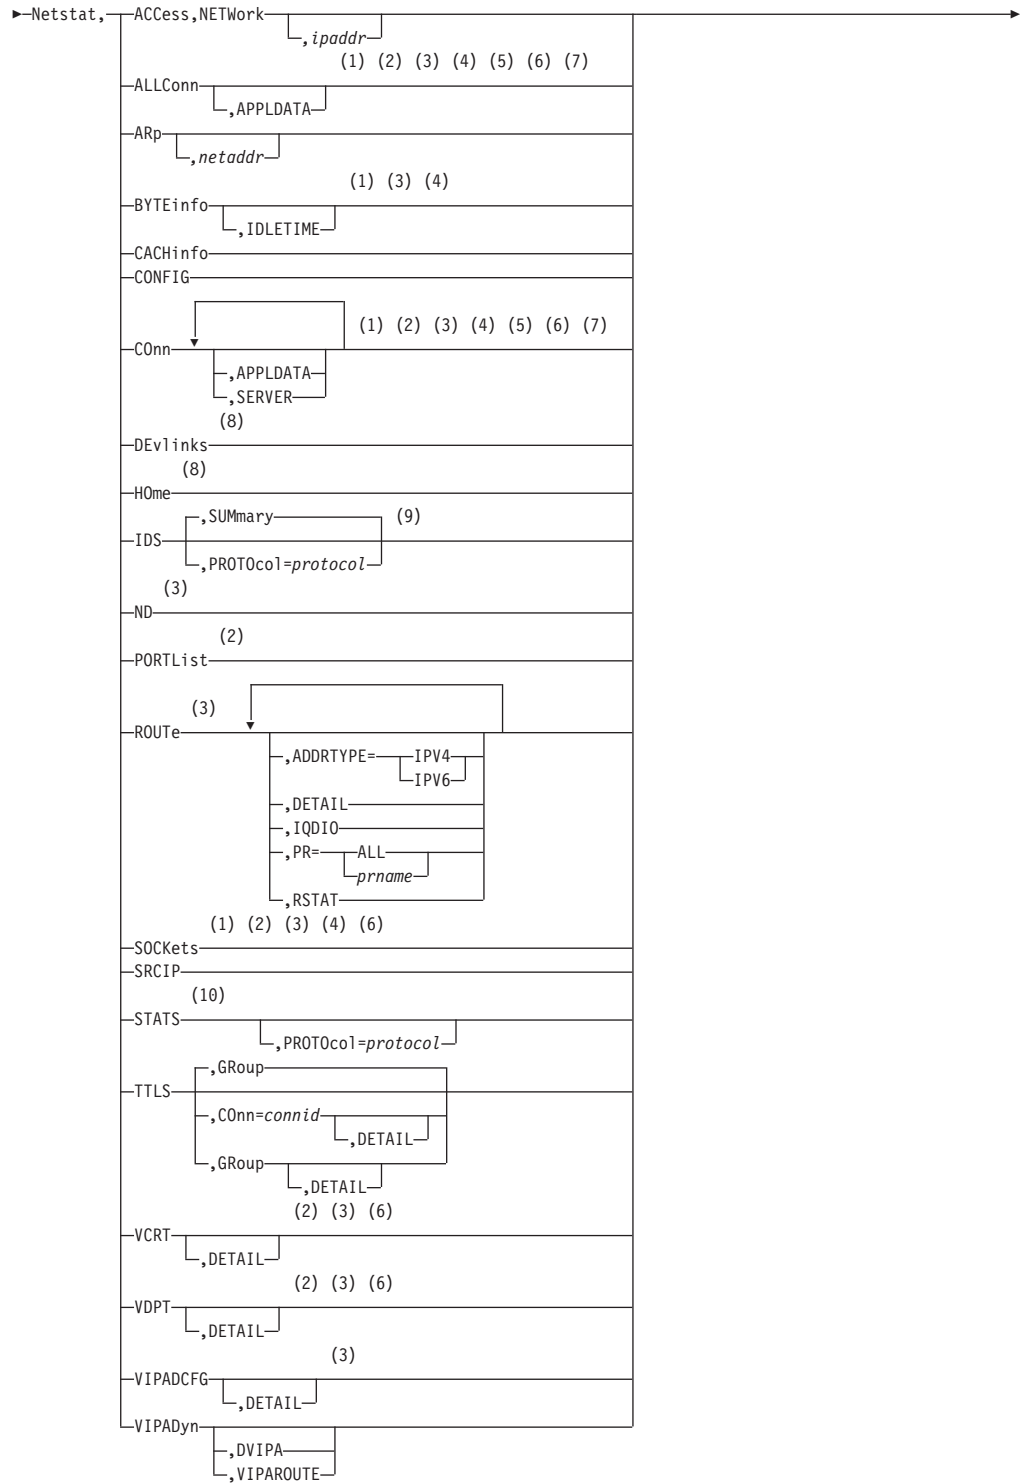 Netstat, ACCess,NETWork
,ipaddr
(1) (2) (3) (4) (5) (6) (7)
ALLConn
,APPLDATA
ARp
,netaddr
(1) (3) (4)
BYTEinfo
,IDLETIME
CACHinfo
CONFIG
(1) (2) (3) (4) (5) (6) (7)
COnn
,APPLDATA
,SERVER
(8)
DEvlinks
(8)
HOme
,SUMmary (9)
IDS
,PROTOcol=protocol
(3)
ND
(2)
PORTList
(3)
ROUTe
,ADDRTYPE= IPV4
IPV6
,DETAIL
,IQDIO
,PR= ALL
prname
,RSTAT
(1) (2) (3) (4) (6)
SOCKets
SRCIP
(10)
STATS
,PROTOcol=protocol
,GRoup
TTLS
,COnn=connid
,DETAIL
,GRoup
,DETAIL
(2) (3) (6)
VCRT
,DETAIL
(2) (3) (6)
VDPT
,DETAIL
(3)
VIPADCFG
,DETAIL
VIPADyn
,DVIPA
,VIPAROUTE